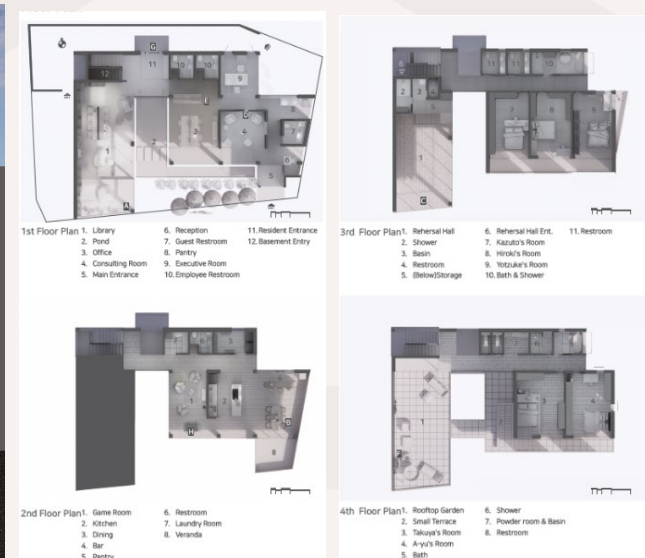 1st Floor Plan
1. Library
2. Pond
3. Office
4. Consulting Room
5. Main Entrance
6. Reception
7. Guest Restroom
8. Pantry
9. Executive Room
10. Employee Restroom
11. Resident Entrance
12. Basement Entry
3rd Floor Plan
1. Rehersal Hall
2. Shower
3. Basin
4. Restroom
5. (Below)Storage
6. Rehersal Hall Ent.
7. Kazuto's Room
8. Hiroki's Room
9. Yotzuke's Room
10. Bath & Shower
11. Restroom
2nd Floor Plan
1. Game Room
2. Kitchen
3. Dining
4. Bar
5. Pantry
6. Restroom
7. Laundry Room
8. Veranda
4th Floor Plan
1. Rooftop Garden
2. Small Terrace
3. Takuya's Room
4. A-yu's Room
5. Bath
6. Shower
7. Powder room & Basin
8. Restroom